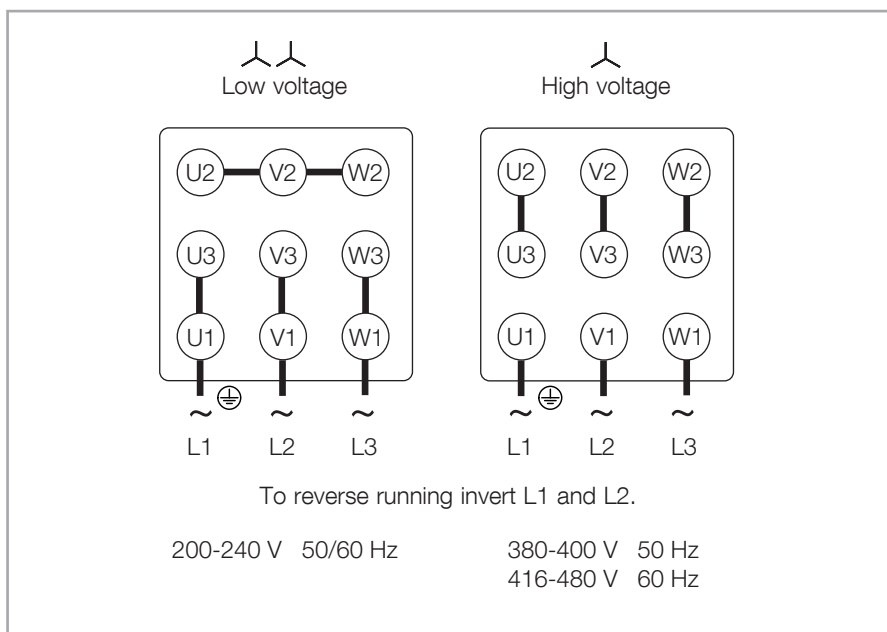 Low voltage High voltage
U2 V2 W2 U2 V2 W2
U3 V3 W3 U3 V3 W3
U1 V1 W1 U1 V1 W1
~ ~ ~ ~ ~ ~
L1 L2 L3 L1 L2 L3
To reverse running invert L1 and L2.
200-240 V 50/60 Hz 380-400 V 50 Hz
416-480 V 60 Hz